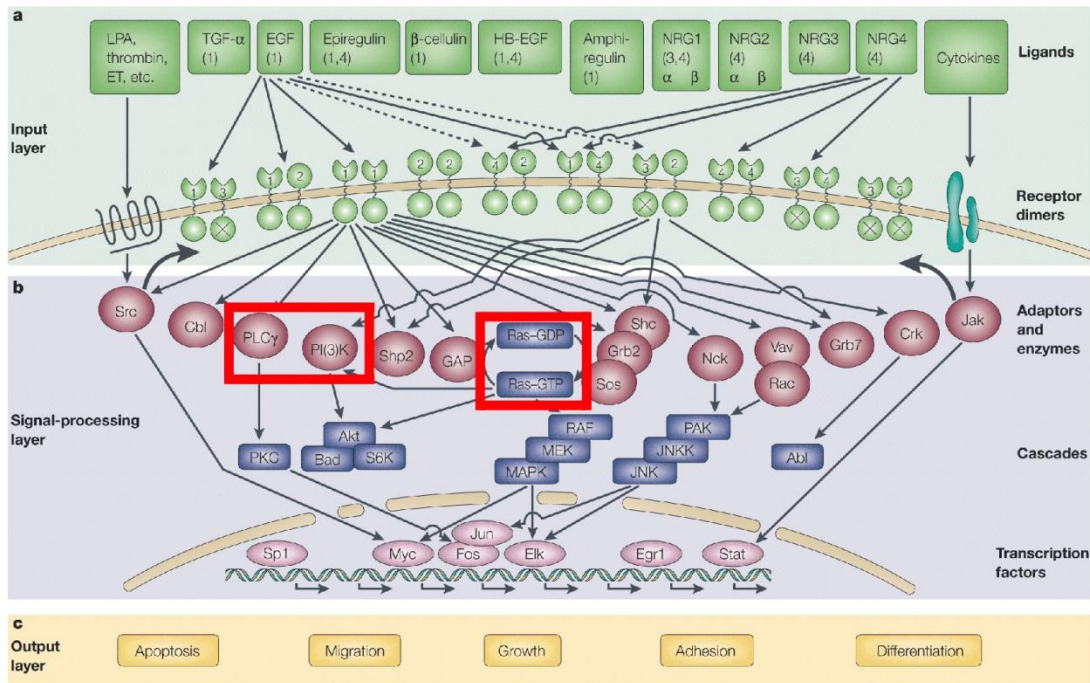 a
LPA,
thrombin,
ET, etc.
TGF-α
(1)
EGF
(1)
Epiregulin
(1,4)
β-cellulin
(1)
HB-EGF
(1,4)
Amphi-
regulin
(1)
NRG1
(3,4)
α β
NRG2
(4)
α β
NRG3
(4)
NRG4
(4)
Cytokines
Ligands
Input
layer
1 3
1 2
1 1
2 2
4 2
1 4
3 2
4 4
3 1
3 3
Receptor
dimers
b
Src
Cbl
PLCγ
PI(3)K
Shp2
GAP
Ras–GDP
Ras–GTP
Shc
Grb2
Sos
Nck
Vav
Rac
Grb7
Crk
Jak
Adaptors
and
enzymes
Signal-processing
layer
PKC
Akt
Bad
S6K
RAF
MEK
MAPK
PAK
JNKK
JNK
Abl
Cascades
Sp1
Myc
Jun
Fos
Elk
Egr1
Stat
Transcription
factors
c
Output
layer
Apoptosis
Migration
Growth
Adhesion
Differentiation